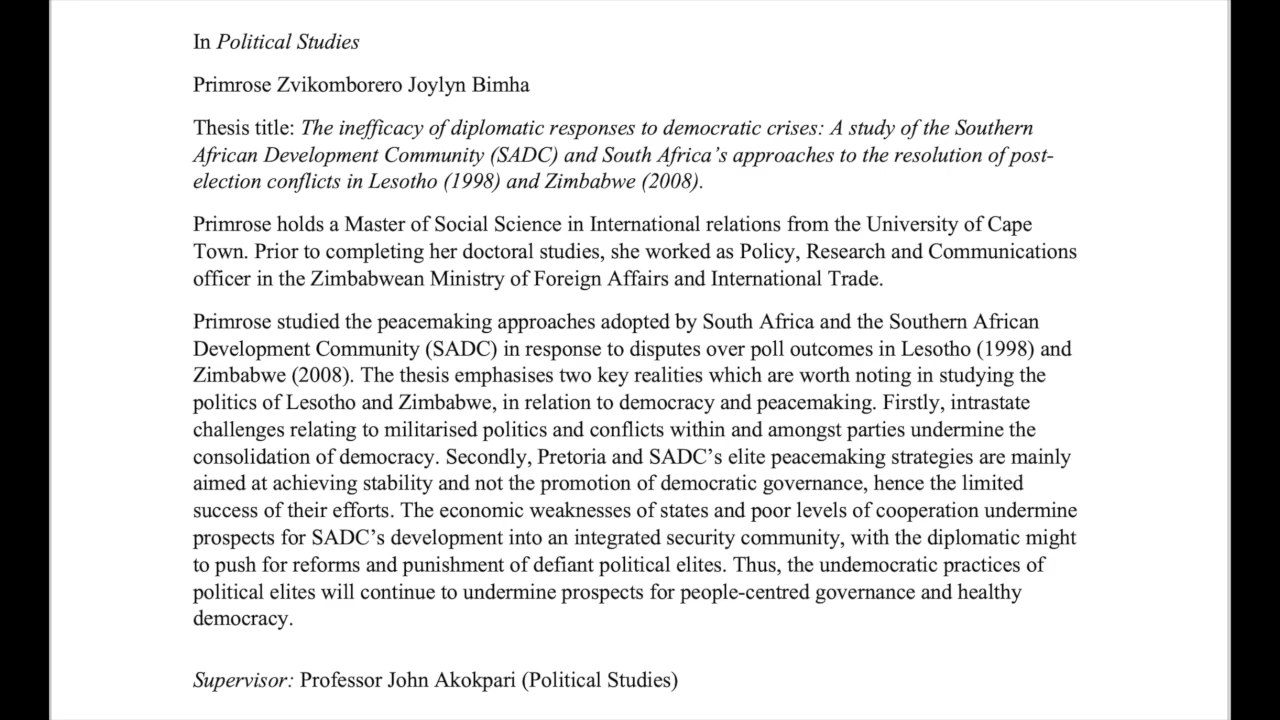 In Political Studies
Primrose Zvikomborero Joylyn Bimha
Thesis title: The inefficacy of diplomatic responses to democratic crises: A study of the Southern
African Development Community (SADC) and South Africa’s approaches to the resolution of post-
election conflicts in Lesotho (1998) and Zimbabwe (2008).
Primrose holds a Master of Social Science in International relations from the University of Cape
Town. Prior to completing her doctoral studies, she worked as Policy, Research and Communications
officer in the Zimbabwean Ministry of Foreign Affairs and International Trade.
Primrose studied the peacemaking approaches adopted by South Africa and the Southern African
Development Community (SADC) in response to disputes over poll outcomes in Lesotho (1998) and
Zimbabwe (2008). The thesis emphasises two key realities which are worth noting in studying the
politics of Lesotho and Zimbabwe, in relation to democracy and peacemaking. Firstly, intrastate
challenges relating to militarised politics and conflicts within and amongst parties undermine the
consolidation of democracy. Secondly, Pretoria and SADC’s elite peacemaking strategies are mainly
aimed at achieving stability and not the promotion of democratic governance, hence the limited
success of their efforts. The economic weaknesses of states and poor levels of cooperation undermine
prospects for SADC’s development into an integrated security community, with the diplomatic might
to push for reforms and punishment of defiant political elites. Thus, the undemocratic practices of
political elites will continue to undermine prospects for people-centred governance and healthy
democracy.
Supervisor: Professor John Akokpari (Political Studies)